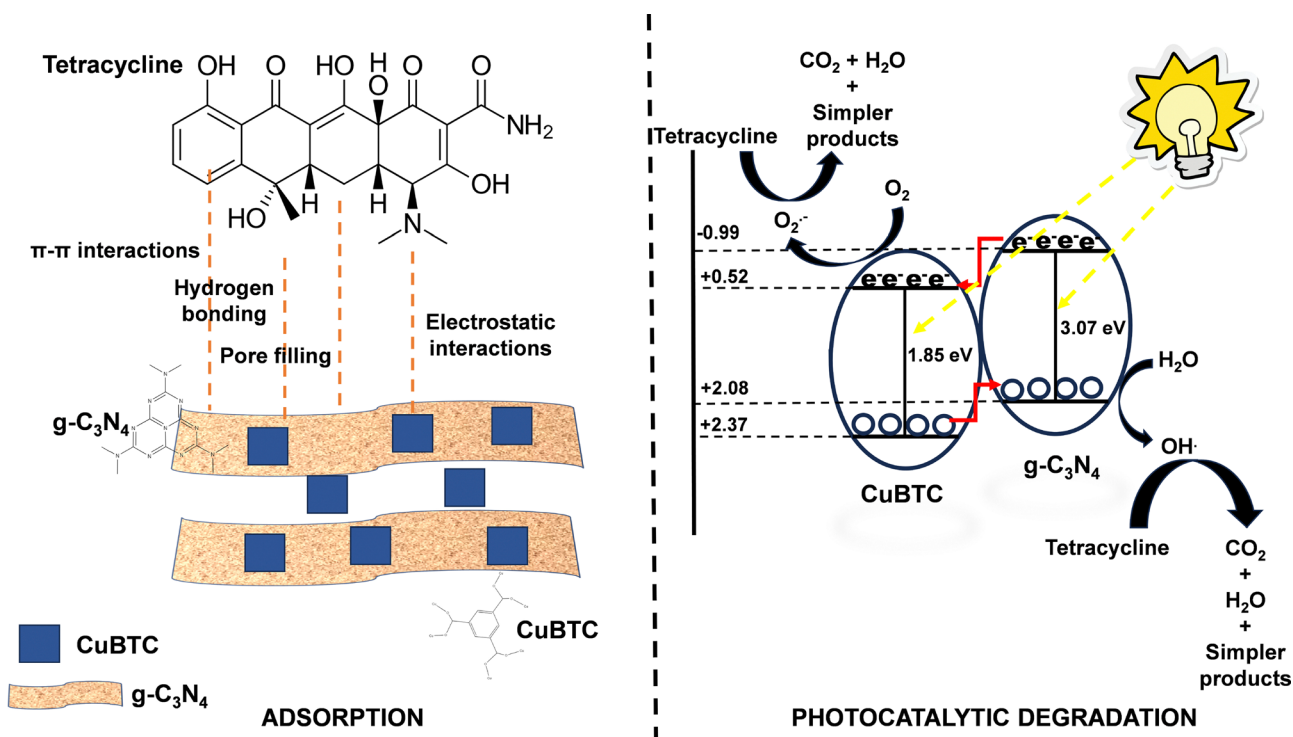 Tetracycline
OH
O
HO
H
O
O
O
NH₂
OH
HO
H
H
N
π-π interactions
Hydrogen
bonding
Pore filling
Electrostatic
interactions
g-C₃N₄
CuBTC
CuBTC
g-C₃N₄
ADSORPTION
CO₂ + H₂O
+
Simpler
products
Tetracycline
O₂
O₂·-
-0.99
e⁻e⁻e⁻e⁻
+0.52
e⁻e⁻e⁻e⁻
1.85 eV
3.07 eV
H₂O
+2.08
+2.37
OH·
g-C₃N₄
CuBTC
Tetracycline
CO₂
+
H₂O
+
Simpler
products
PHOTOCATALYTIC DEGRADATION